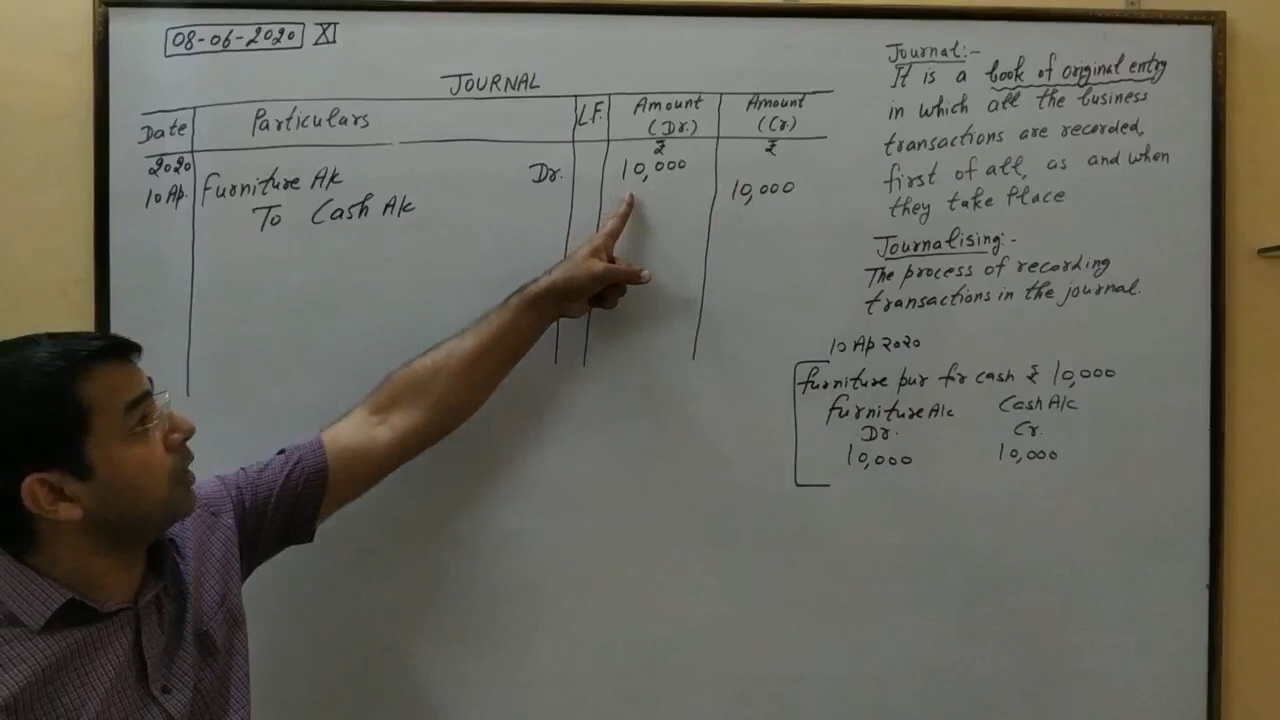 08-06-2020 XI
JOURNAL
Date Particulars L.F. Amount (Dr.) Amount (Cr.)
₹ ₹
2020
10 Ap. Furniture A/c Dr. 10,000
To Cash A/c 10,000
Journal:-
It is a book of original entry
in which all the business
transactions are recorded,
first of all, as and when
they take place
Journalising:-
The process of recording
transactions in the journal.
10 Ap 2020
furniture pur for cash ₹ 10,000
furniture A/c Cash A/c
Dr. Cr.
10,000 10,000